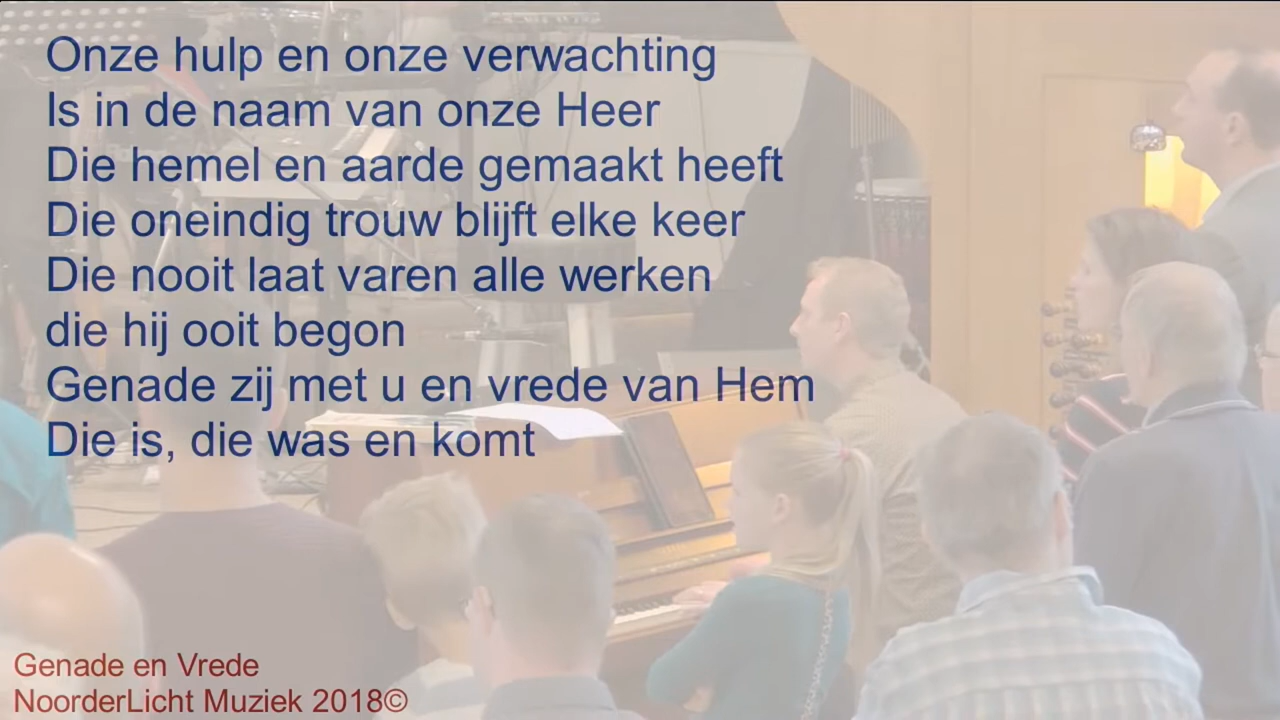 Onze hulp en onze verwachting
Is in de naam van onze Heer
Die hemel en aarde gemaakt heeft
Die oneindig trouw blijft elke keer
Die nooit laat varen alle werken
die hij ooit begon
Genade zij met u en vrede van Hem
Die is, die was en komt
Genade en Vrede
NoorderLicht Muziek 2018©